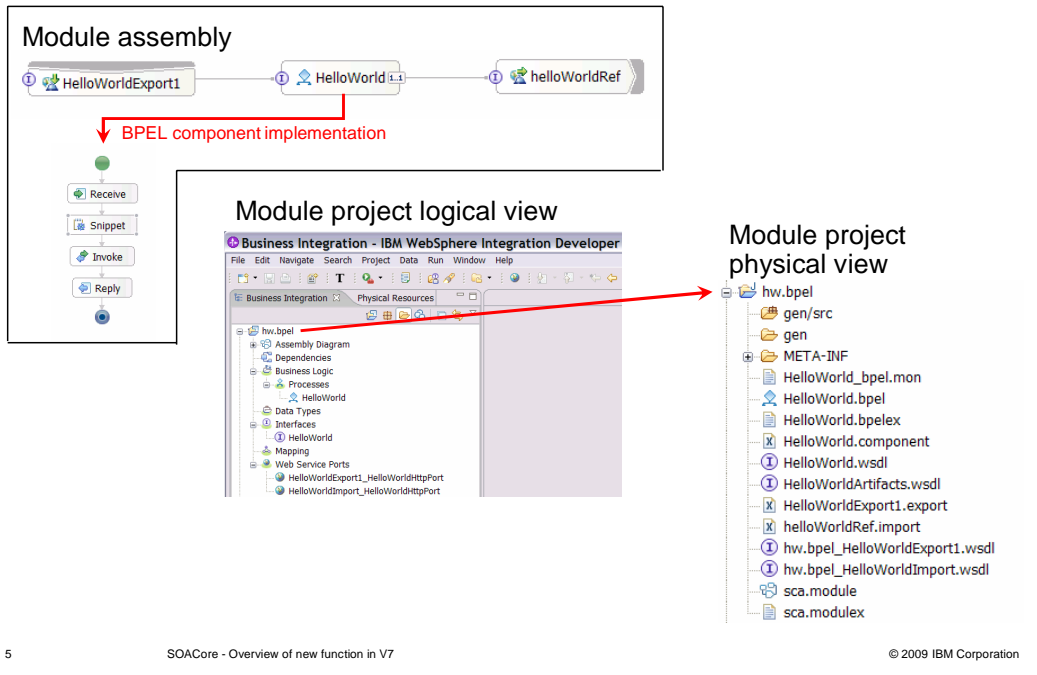 Module assembly
HelloWorldExport1
HelloWorld 1..1
helloWorldRef
BPEL component implementation
Receive
Snippet
Invoke
Reply
Module project logical view
Business Integration - IBM WebSphere Integration Developer
File Edit Navigate Search Project Data Run Window Help
Business Integration Physical Resources
hw.bpel
Assembly Diagram
Dependencies
Business Logic
Processes
HelloWorld
Data Types
Interfaces
HelloWorld
Mapping
Web Service Ports
HelloWorldExport1_HelloWorldHttpPort
HelloWorldImport_HelloWorldHttpPort
Module project
physical view
hw.bpel
gen/src
gen
META-INF
HelloWorld_bpel.mon
HelloWorld.bpel
HelloWorld.bpelex
HelloWorld.component
HelloWorld.wsdl
HelloWorldArtifacts.wsdl
HelloWorldExport1.export
helloWorldRef.import
hw.bpel_HelloWorldExport1.wsdl
hw.bpel_HelloWorldImport.wsdl
sca.module
sca.modulex
5
SOACore - Overview of new function in V7
© 2009 IBM Corporation